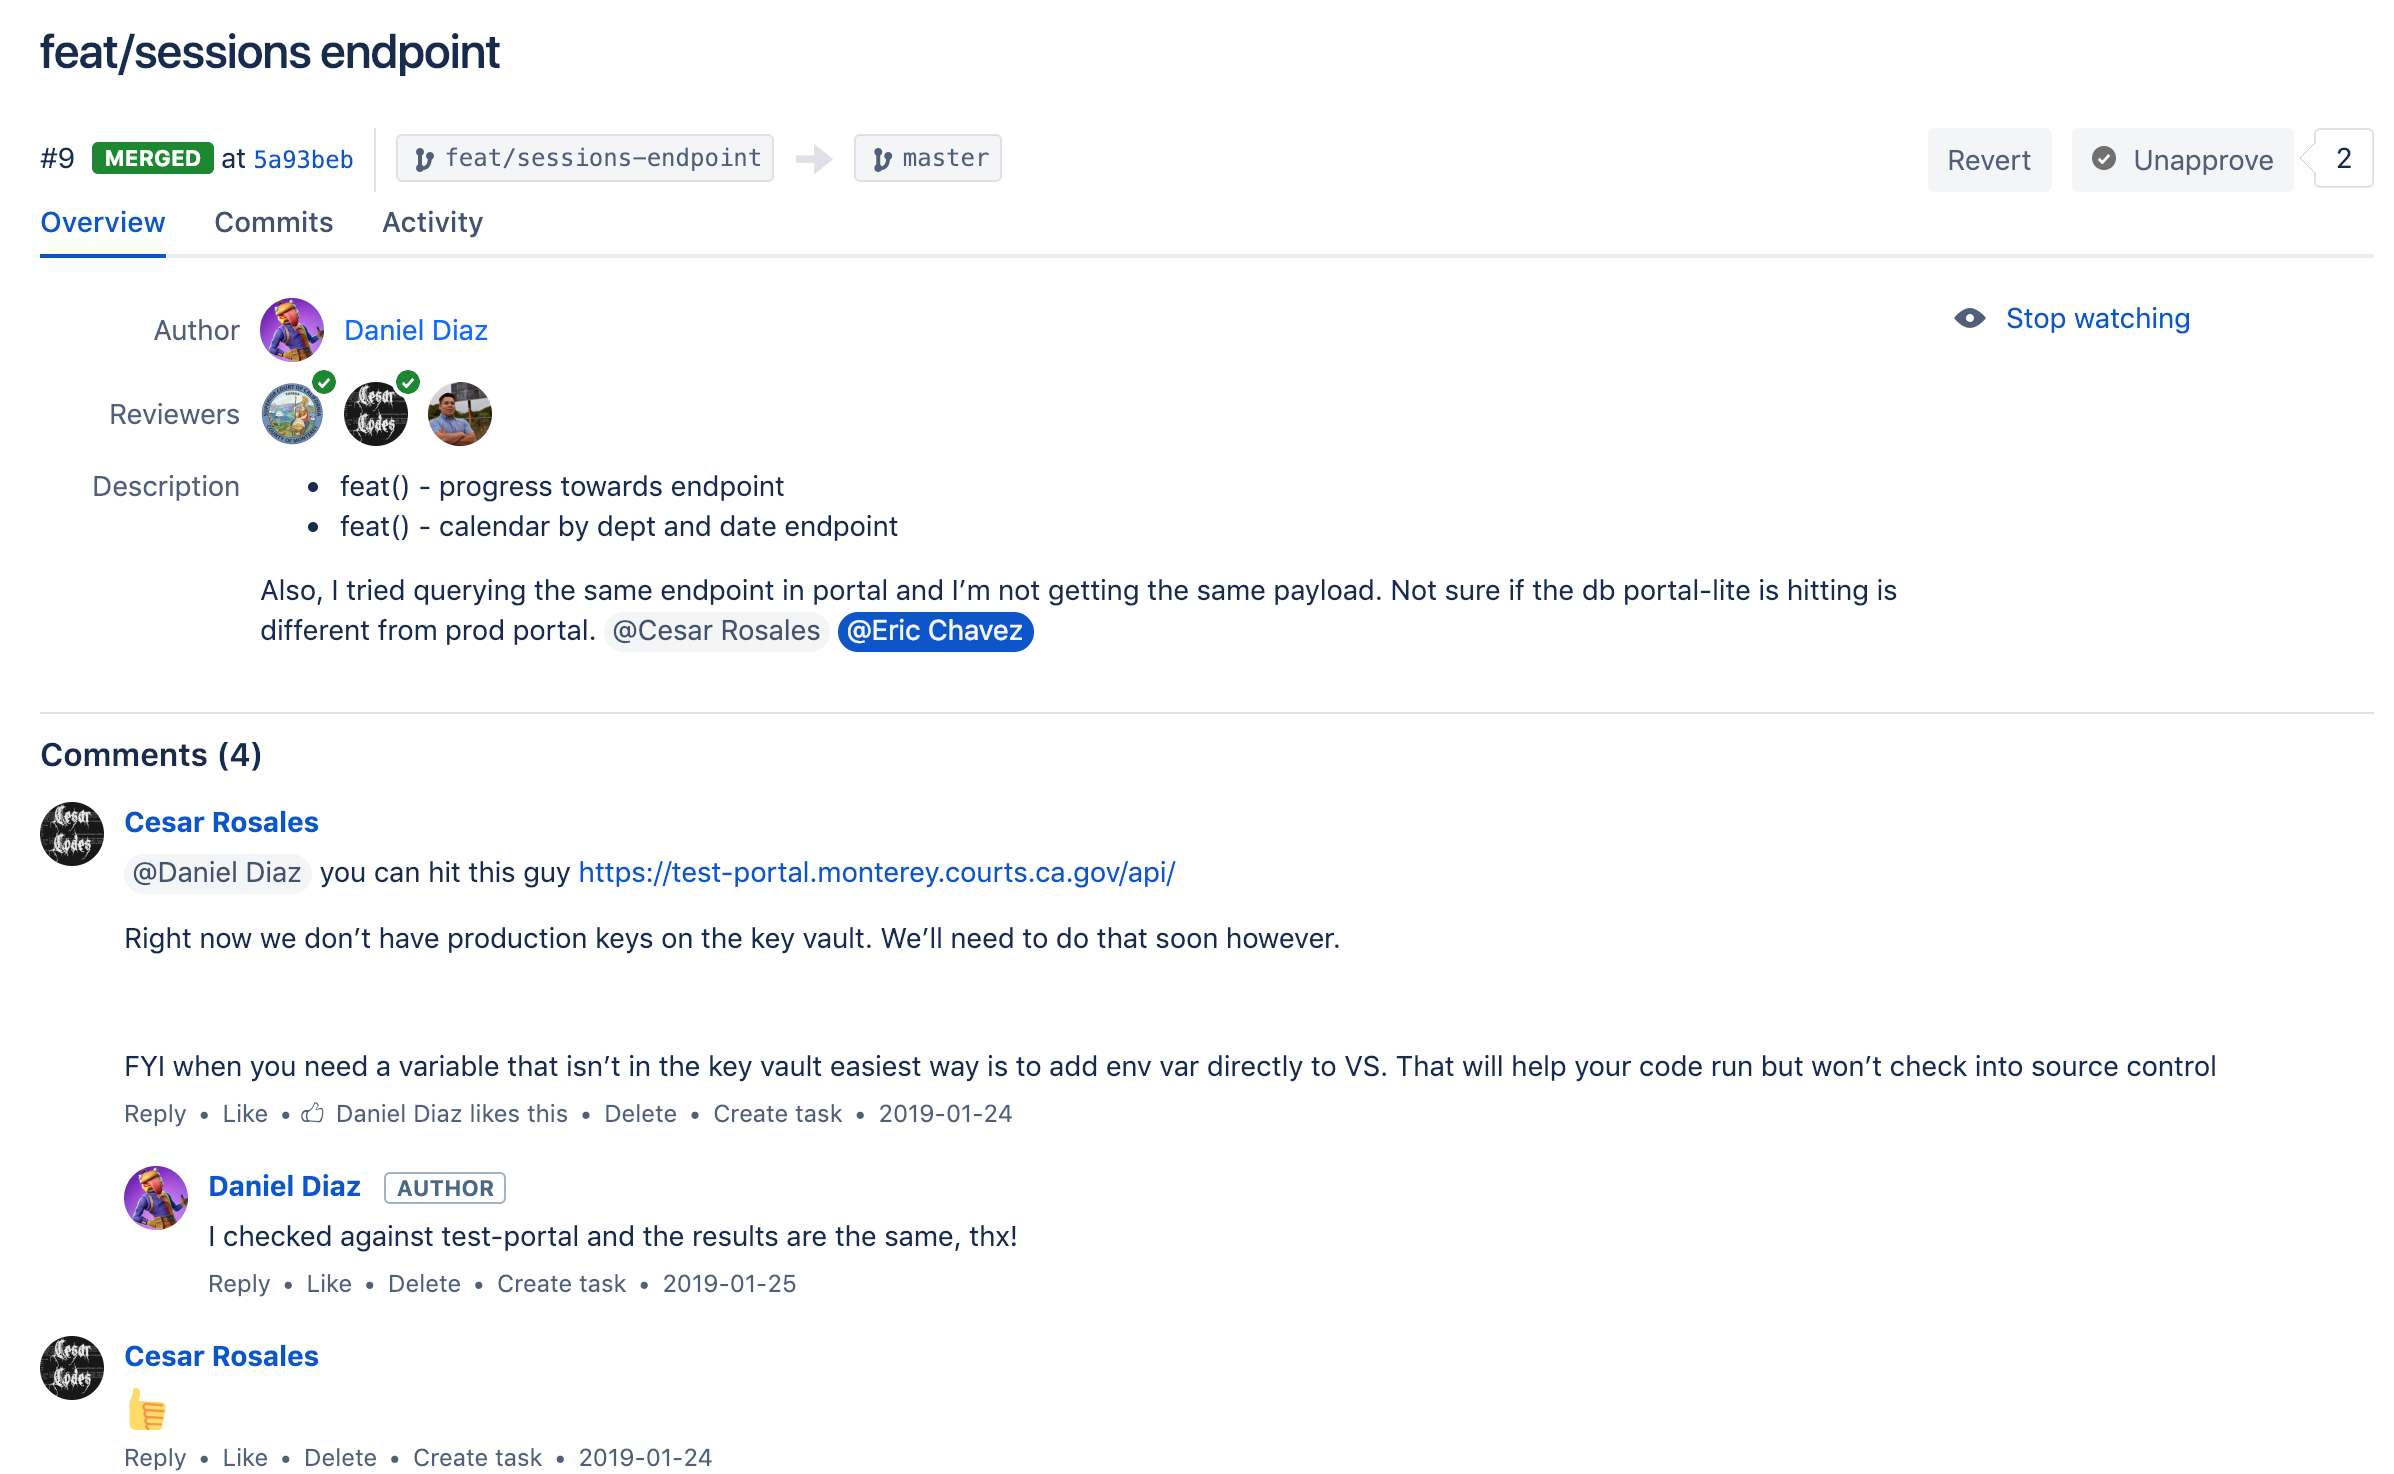 feat/sessions endpoint
#9 MERGED at 5a93beb feat/sessions-endpoint master Revert Unapprove 2
Overview Commits Activity
Author Daniel Diaz Stop watching
Cesar
Codes
Reviewers
Description
feat() - progress towards endpoint
feat() - calendar by dept and date endpoint
Also, I tried querying the same endpoint in portal and I’m not getting the same payload. Not sure if the db portal-lite is hitting is
different from prod portal. @Cesar Rosales @Eric Chavez
Comments (4)
Cesar
Codes
Cesar Rosales
@Daniel Diaz you can hit this guy https://test-portal.monterey.courts.ca.gov/api/
Right now we don’t have production keys on the key vault. We’ll need to do that soon however.
FYI when you need a variable that isn’t in the key vault easiest way is to add env var directly to VS. That will help your code run but won’t check into source control
Reply • Like • Daniel Diaz likes this • Delete • Create task • 2019-01-24
Daniel Diaz AUTHOR
I checked against test-portal and the results are the same, thx!
Reply • Like • Delete • Create task • 2019-01-25
Cesar
Codes
Cesar Rosales
Reply • Like • Delete • Create task • 2019-01-24